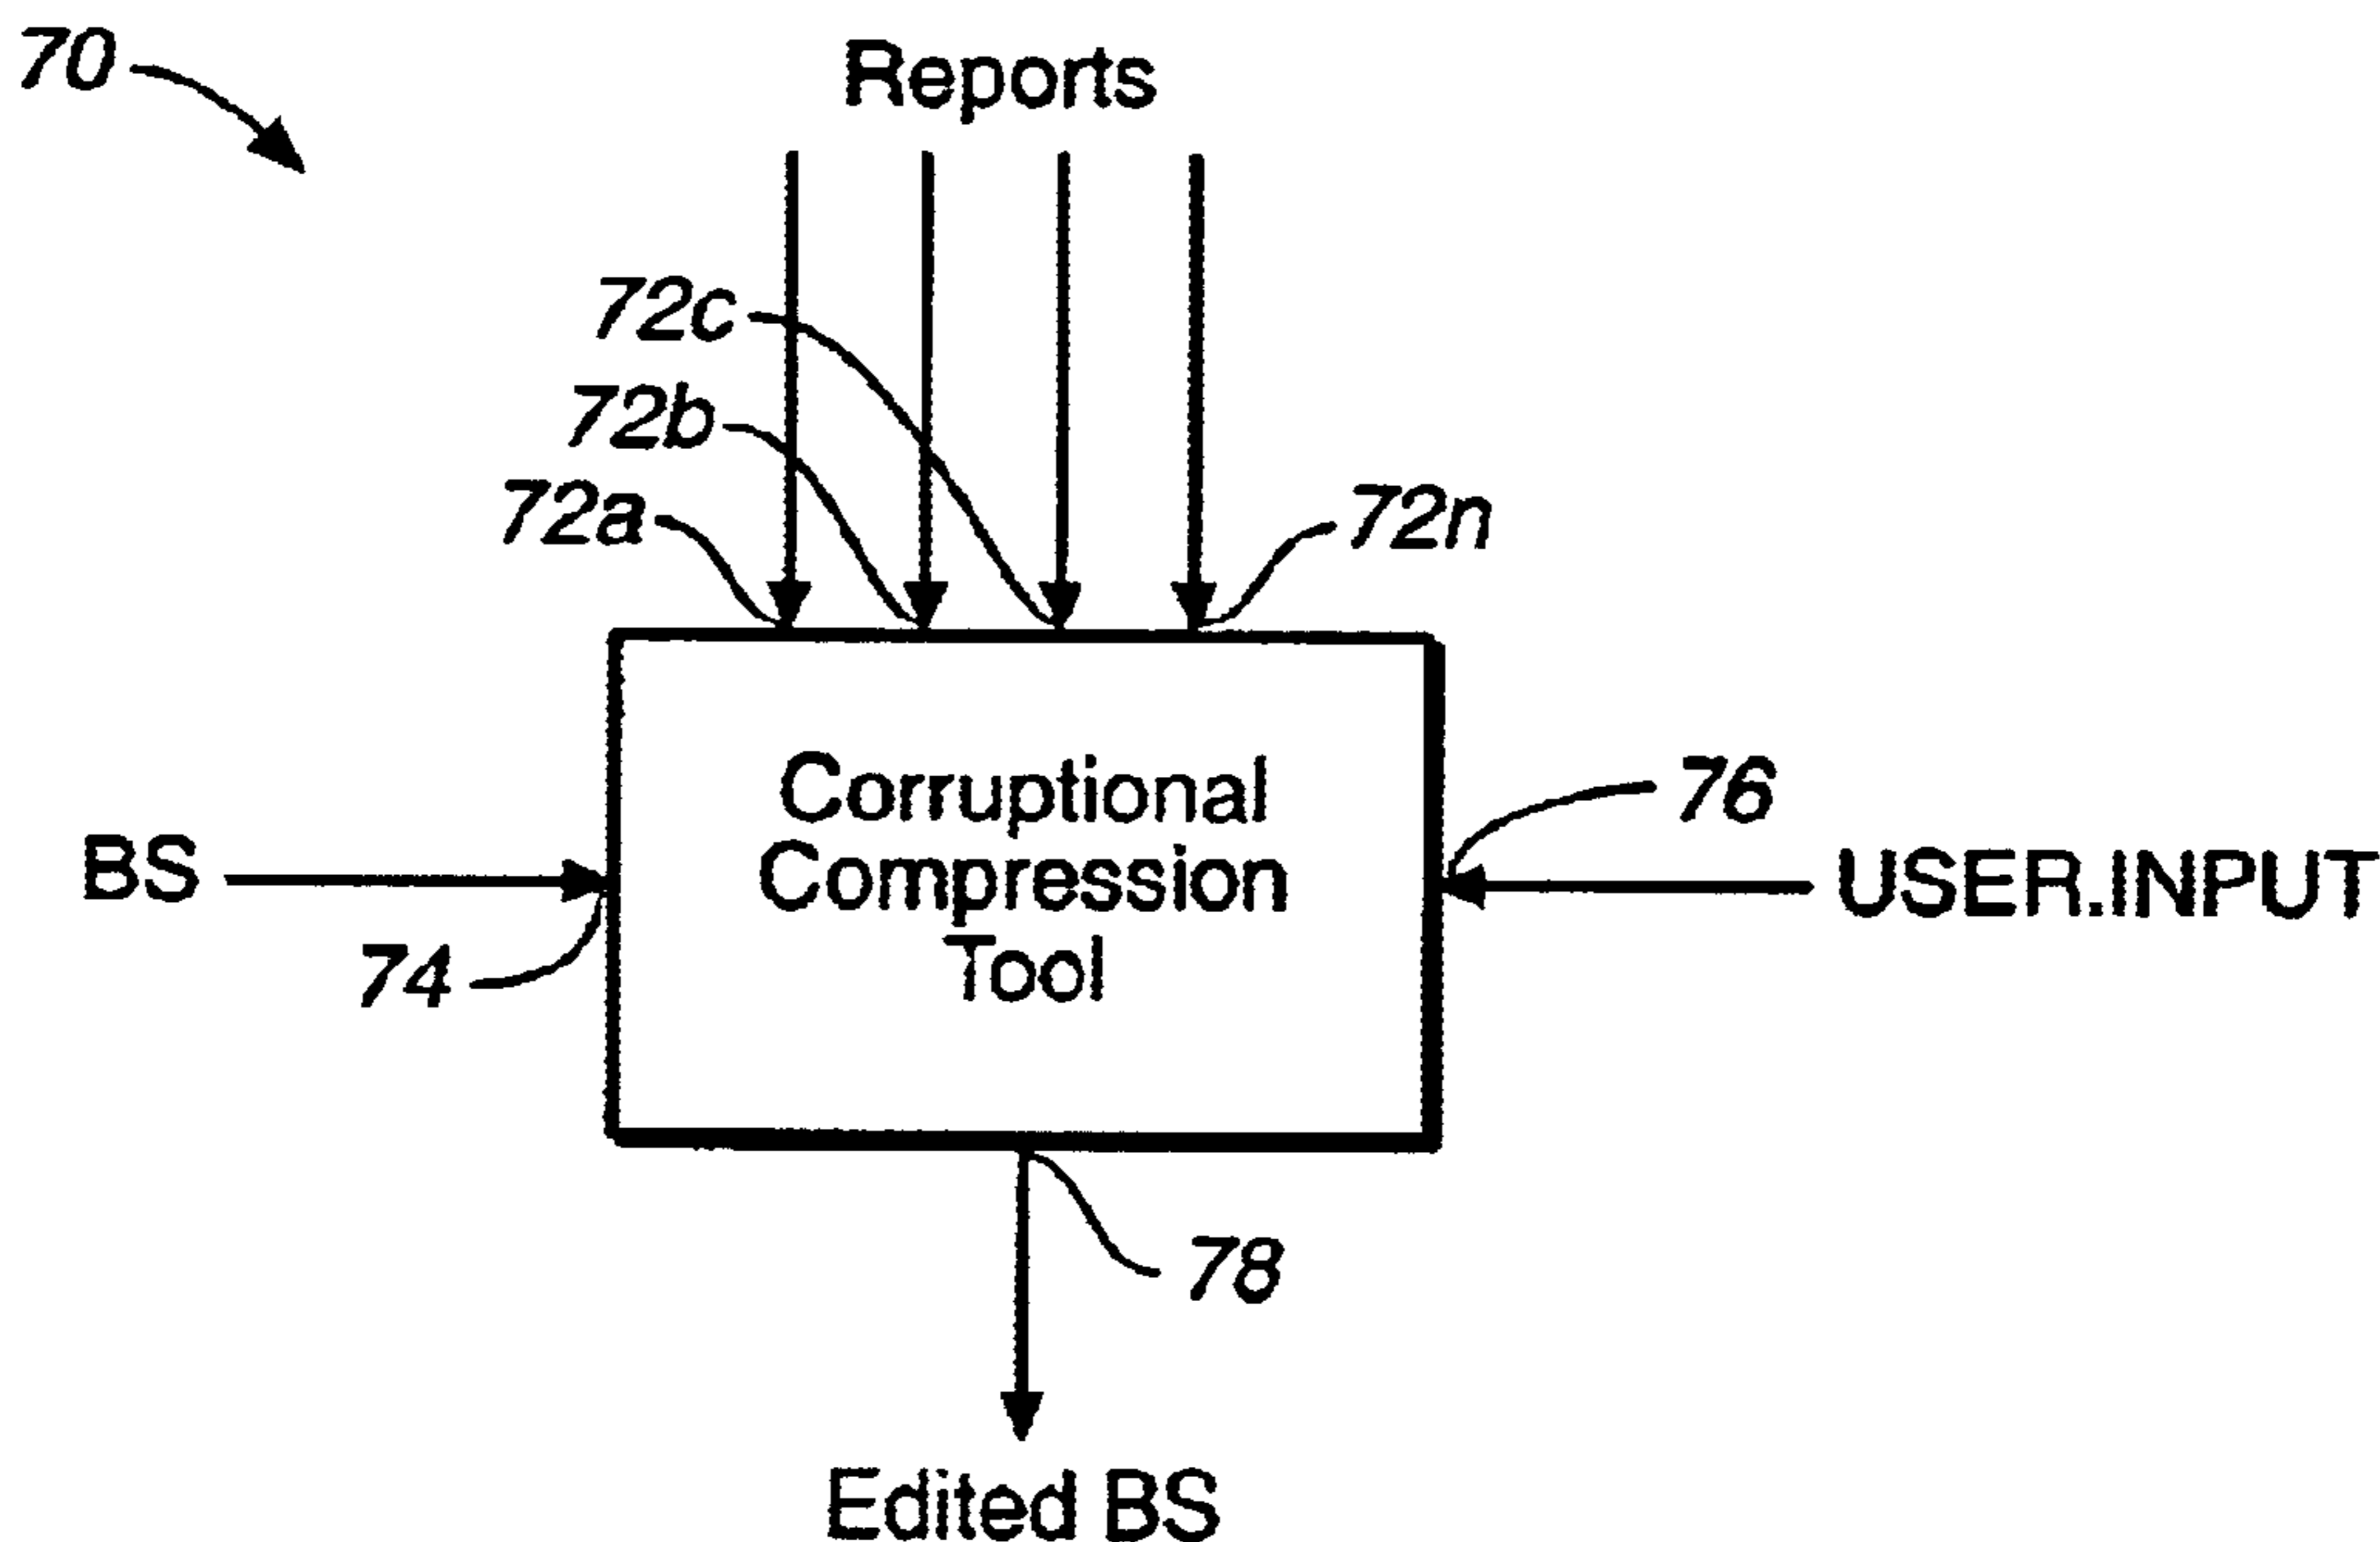 70
Reports
72c
72b
72a
72n
Corruptional
Compression
Tool
76
BS
USER.INPUT
74
78
Edited BS